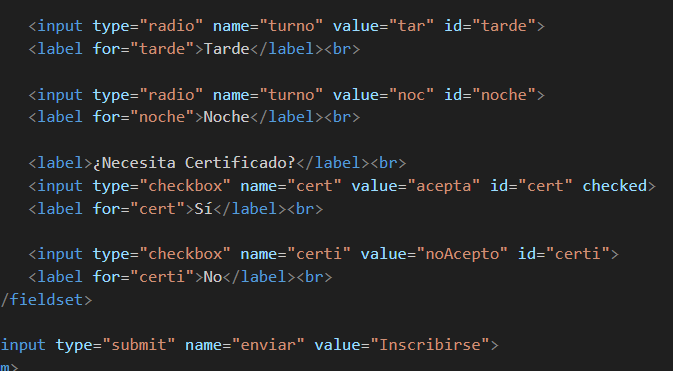 <input type="radio" name="turno" value="tar" id="tarde">
<label for="tarde">Tarde</label><br>
<input type="radio" name="turno" value="noc" id="noche">
<label for="noche">Noche</label><br>
<label>¿Necesita Certificado?</label><br>
<input type="checkbox" name="cert" value="acepta" id="cert" checked>
<label for="cert">Sí</label><br>
<input type="checkbox" name="certi" value="noAcepto" id="certi">
<label for="certi">No</label><br>
/fieldset>
input type="submit" name="enviar" value="Inscribirse">
m>